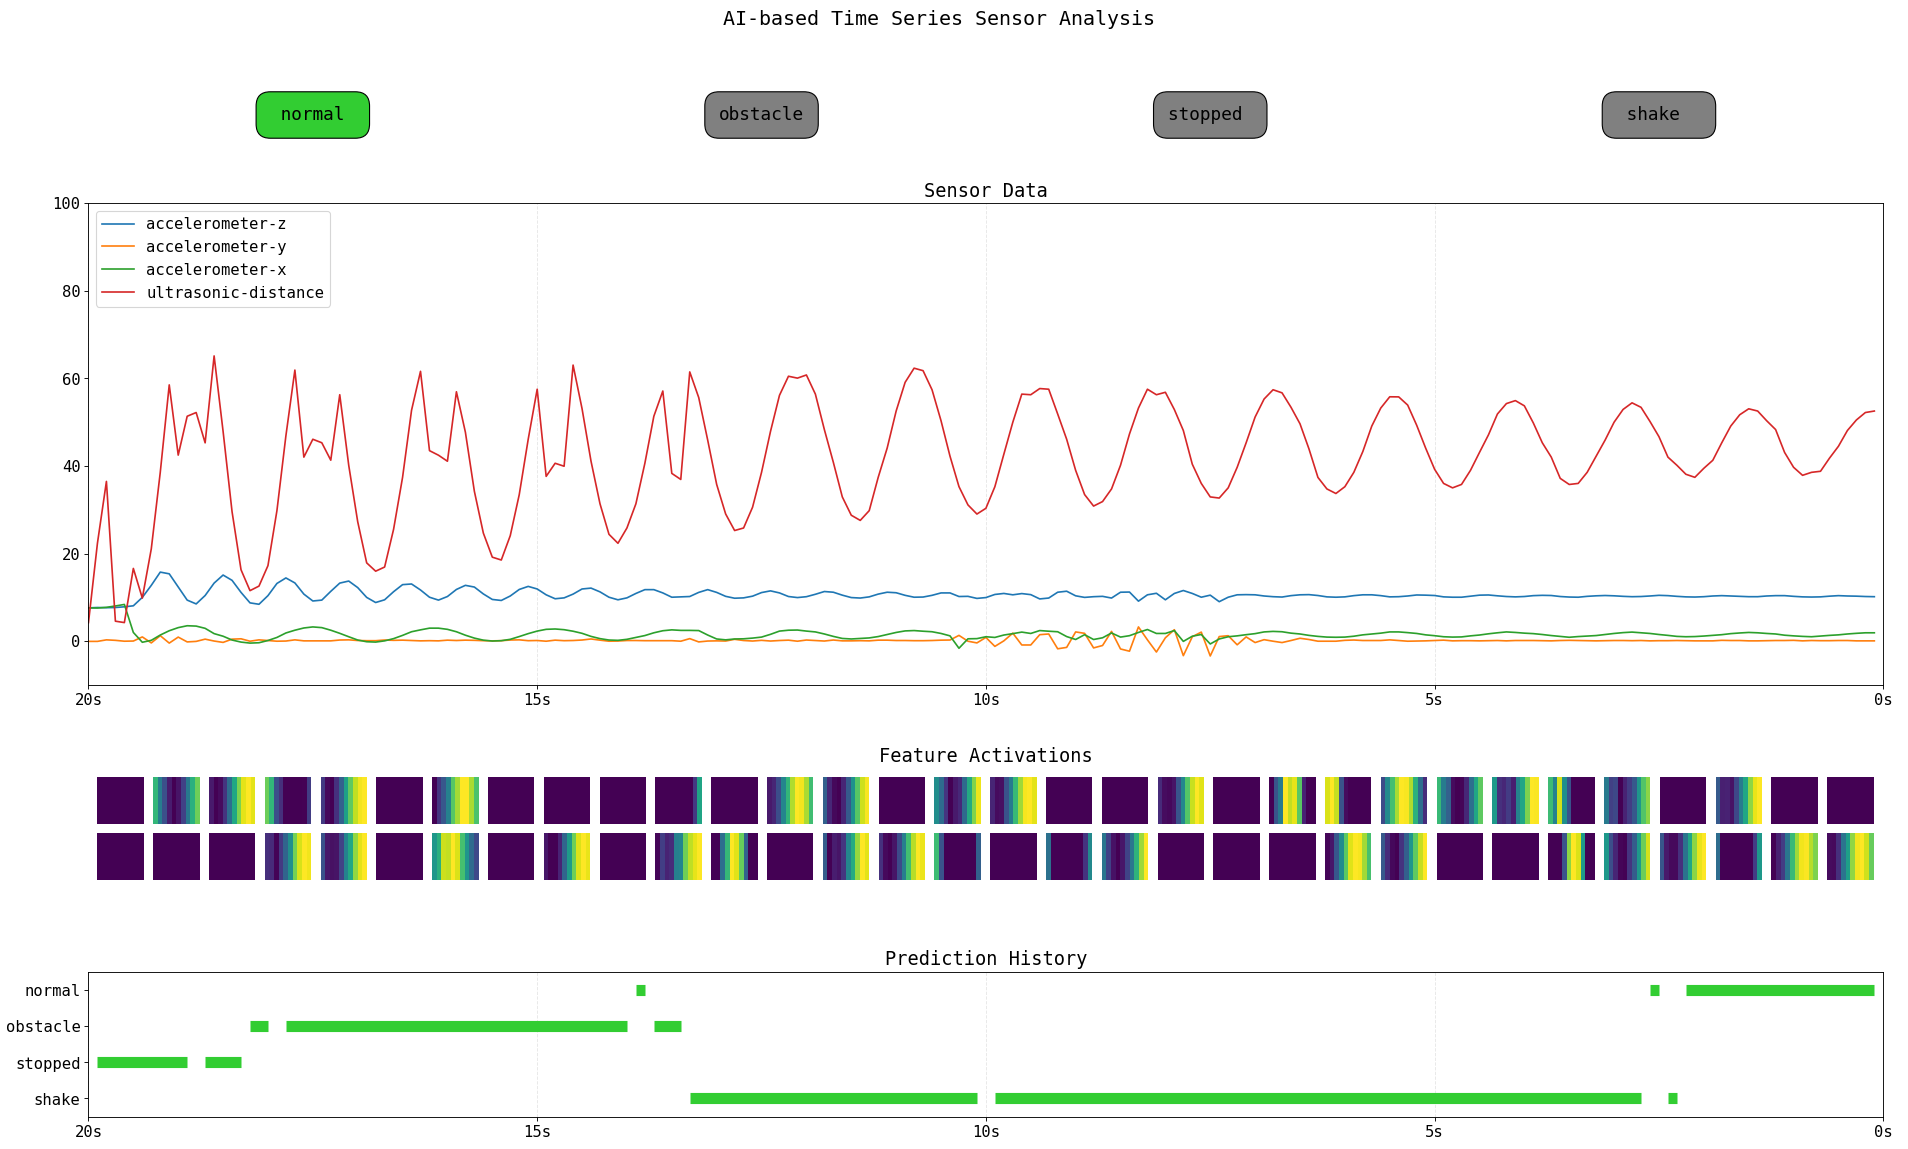 AI-based Time Series Sensor Analysis
normal
obstacle
stopped
shake
Sensor Data
100
80
60
40
20
0
accelerometer-z
accelerometer-y
accelerometer-x
ultrasonic-distance
20s
15s
10s
5s
0s
Feature Activations
Prediction History
normal
obstacle
stopped
shake
20s
15s
10s
5s
0s